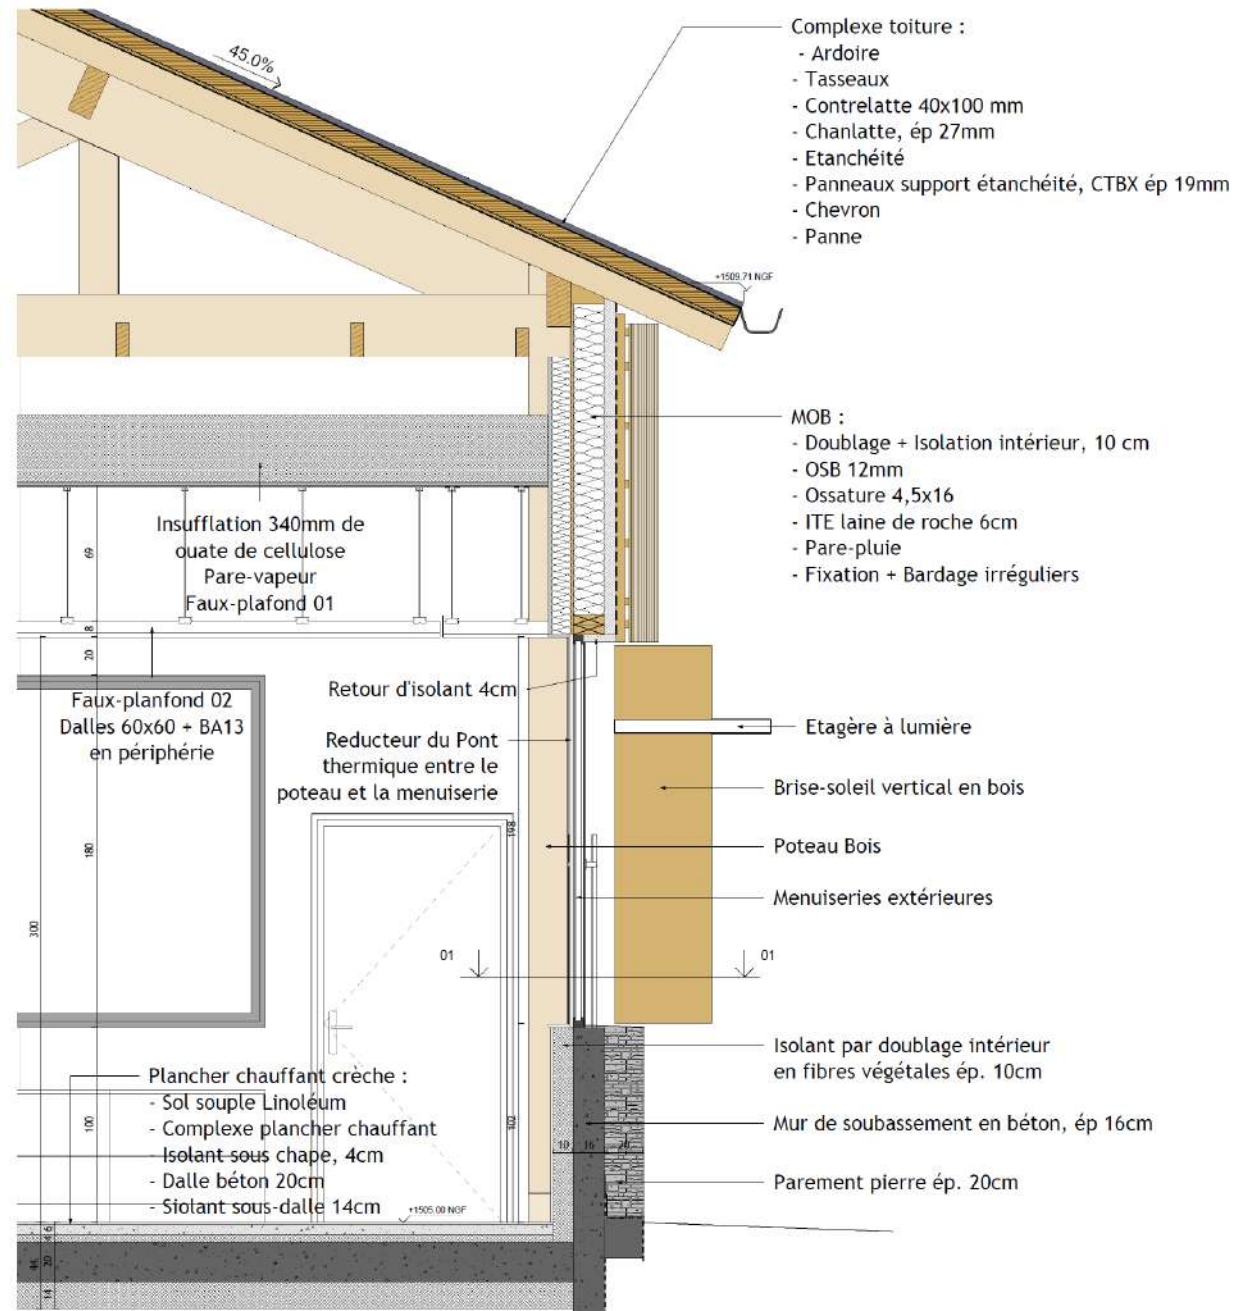 Complexe toiture :
- Ardoire
- Tasseaux
- Contrelatte 40x100 mm
- Chanlatte, ép 27mm
- Etanchéité
- Panneaux support étanchéité, CTBX ép 19mm
- Chevron
- Panne
45.0%
+1509.71 NGF
MOB :
- Doublage + Isolation intérieur, 10 cm
- OSB 12mm
- Ossature 4,5x16
- ITE laine de roche 6cm
- Pare-pluie
- Fixation + Bardage irréguliers
Insufflation 340mm de
ouate de cellulose
Pare-vapeur
Faux-plafond 01
69
8
20
Faux-planfond 02
Dalles 60x60 + BA13
en périphérie
Retour d'isolant 4cm
Reducteur du Pont
thermique entre le
poteau et la menuiserie
Etagère à lumière
Brise-soleil vertical en bois
Poteau Bois
Menuiseries extérieures
198
180
300
01
01
Isolant par doublage intérieur
en fibres végétales ép. 10cm
Mur de soubassement en béton, ép 16cm
Parement pierre ép. 20cm
10 16 20
102
100
Plancher chauffant crèche :
- Sol souple Linoléum
- Complexe plancher chauffant
- Isolant sous chape, 4cm
- Dalle béton 20cm
- Siolant sous-dalle 14cm
+1505.00 NGF
6
4
44
20
14